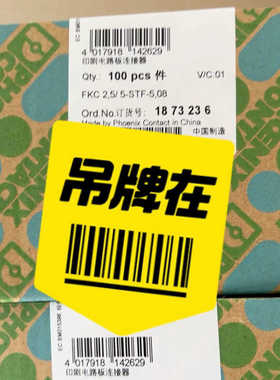 4 017918 142629
印刷电路板连接器
Qty.: 100 pcs 件 V/C.01
FKC 2,5/ 5-STF-5,08
Ord.No.订货号: 18 73 23 6
Made by Phoenix Contact in China
中国制造
吊牌在
4 017918 142629
印刷电路板连接器